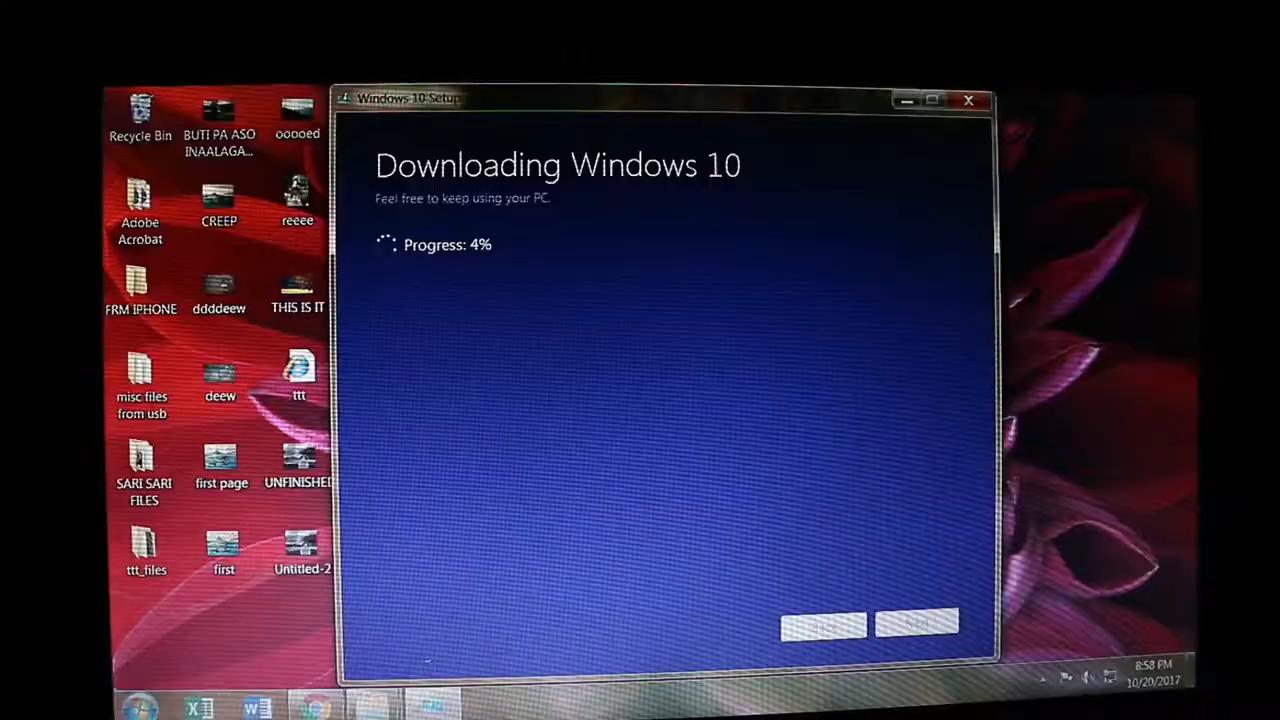 Windows 10 Setup
Downloading Windows 10
Feel free to keep using your PC.
Progress: 4%
Recycle Bin
BUTI PA ASO
INAALAGA...
ooooed
Adobe
Acrobat
CREEP
reeee
FRM IPHONE
ddddeew
THIS IS IT
misc files
from usb
deew
ttt
SARI SARI
FILES
first page
UNFINISHED
ttt_files
first
Untitled-2
8:58 PM
10/20/2017